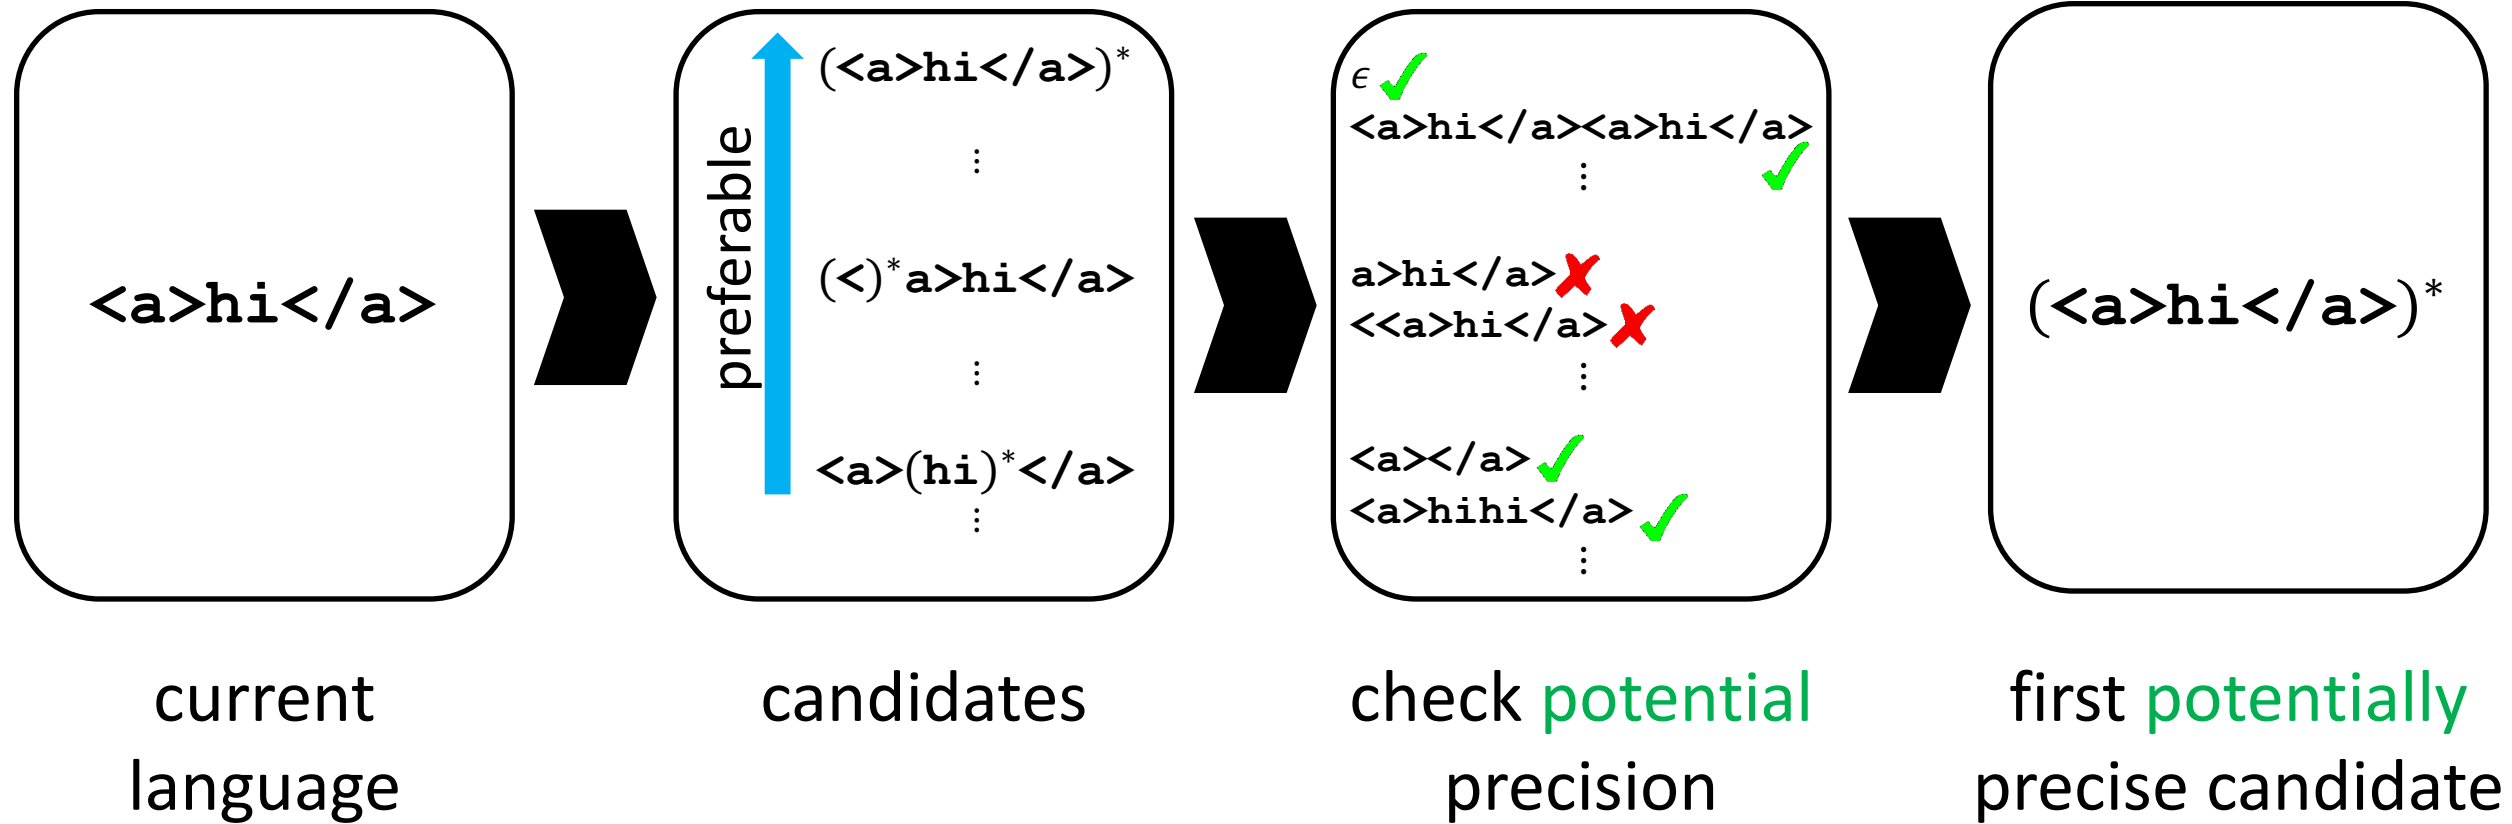 <a>hi</a>
current
language
preferable
(<a>hi</a>)*
⋮
(<)*a>hi</a>
⋮
<a>(hi)*</a>
⋮
candidates
ϵ ✓
<a>hi</a><a>hi</a> ✓
⋮
a>hi</a> ✗
<<a>hi</a> ✗
⋮
<a></a> ✓
<a>hihi</a> ✓
⋮
check potential
precision
(<a>hi</a>)*
first potentially
precise candidate